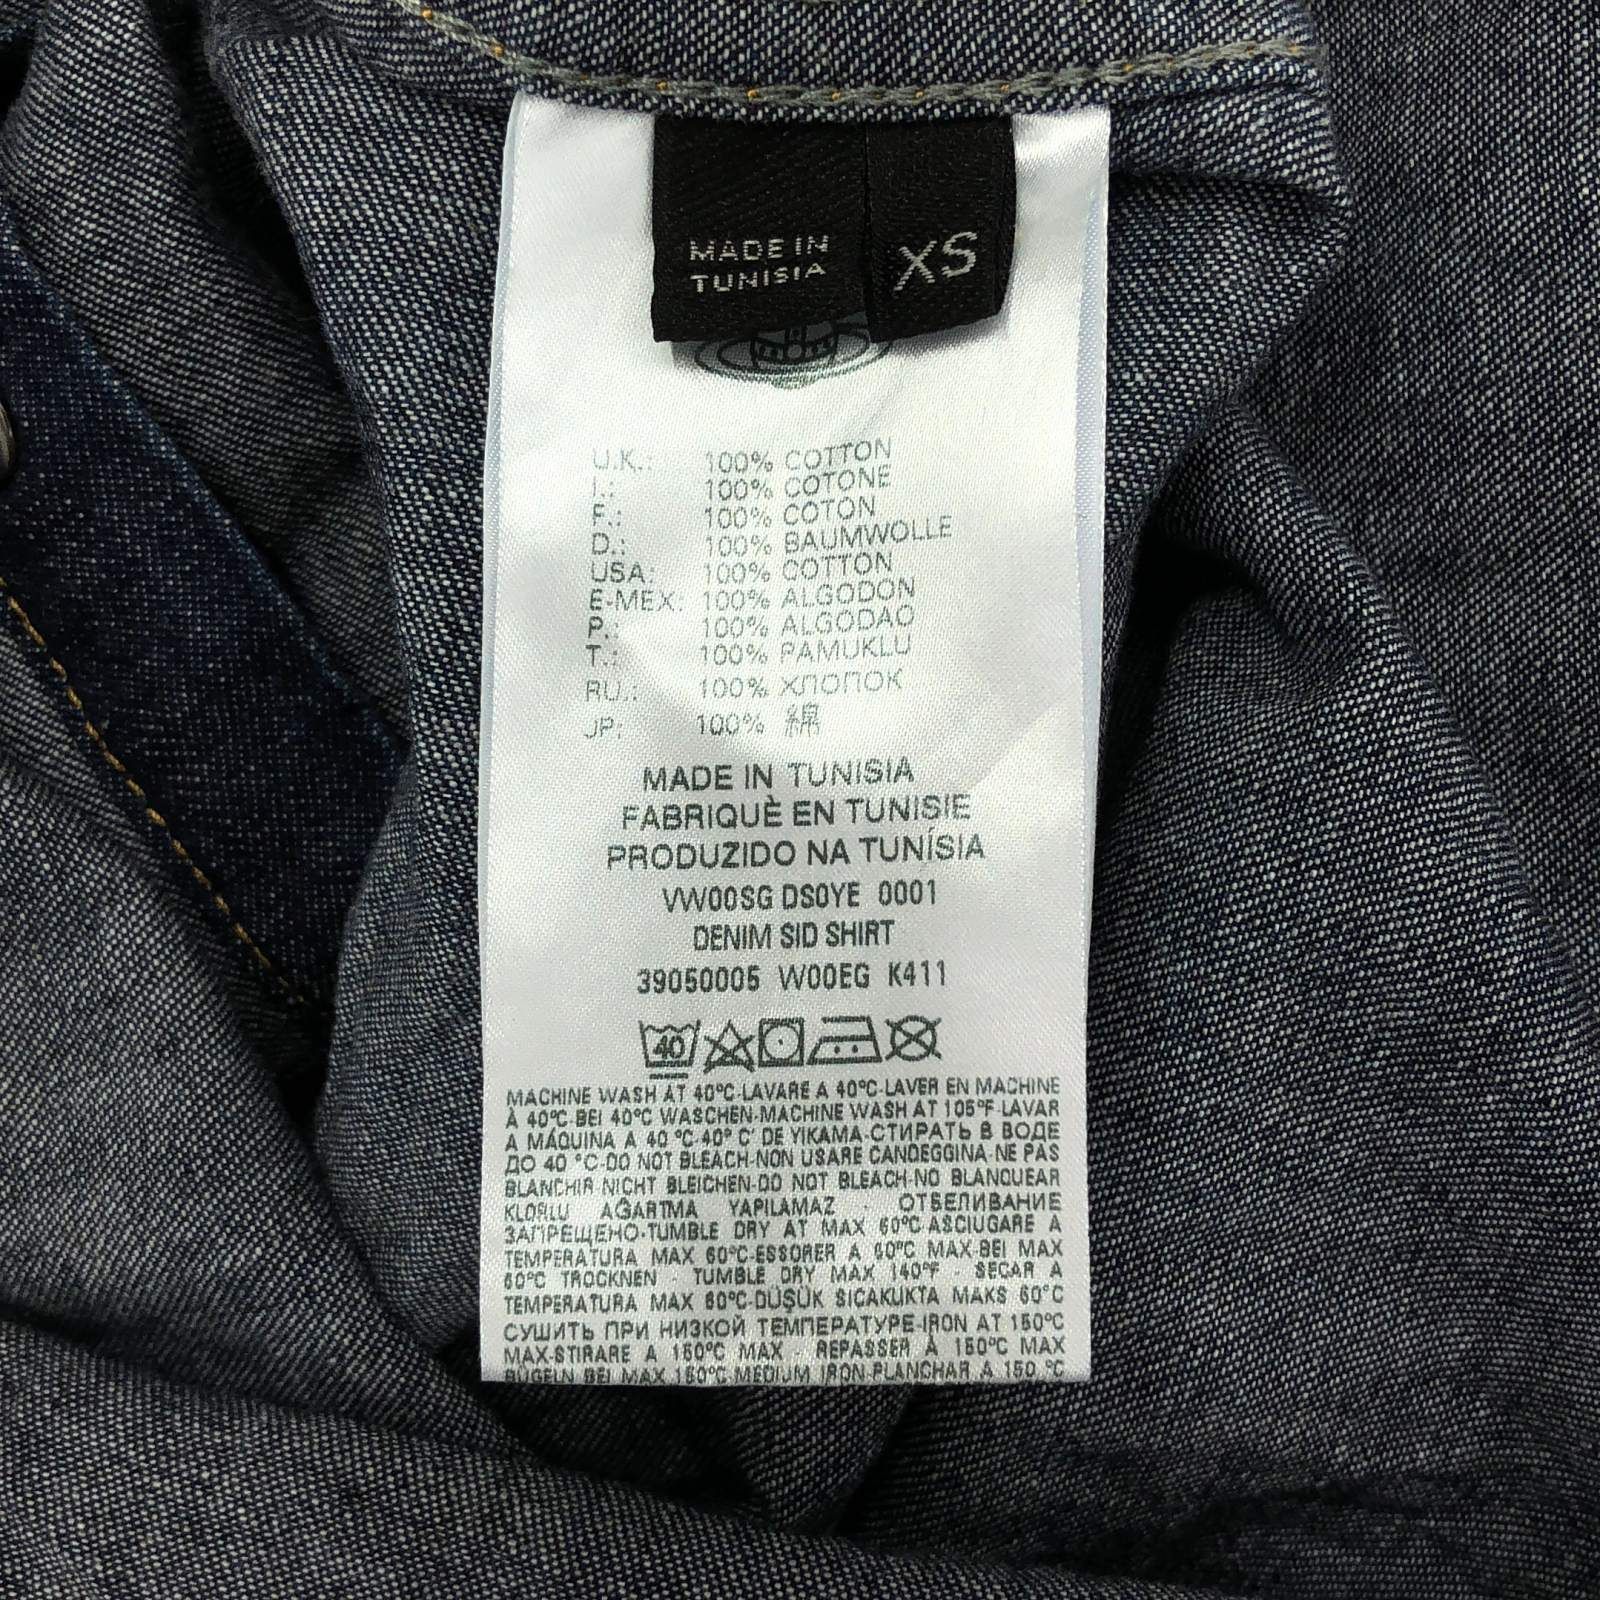 MADE IN
TUNISIA
XS
U.K.: 100% COTTON
I.: 100% COTONE
F.: 100% COTON
D.: 100% BAUMWOLLE
USA: 100% COTTON
E-MEX: 100% ALGODON
P.: 100% ALGODAO
T.: 100% PAMUKLU
RU.: 100% ХЛОПОК
JP: 100% 綿
MADE IN TUNISIA
FABRIQUÈ EN TUNISIE
PRODUZIDO NA TUNÍSIA
VW00SG DS0YE 0001
DENIM SID SHIRT
39050005 W00EG K411
40
MACHINE WASH AT 40°C-LAVARE A 40°C-LAVER EN MACHINE
À 40°C-BEI 40°C WASCHEN-MACHINE WASH AT 105°F-LAVAR
A MÁQUINA A 40 °C-40° C' DE YIKAMA-СТИРАТЬ В ВОДЕ
ДО 40 °C-DO NOT BLEACH-NON USARE CANDEGGINA-NE PAS
BLANCHIR-NICHT BLEICHEN-DO NOT BLEACH-NO BLANQUEAR
KLORLU AĞARTMA YAPILAMAZ - ОТБЕЛИВАНИЕ
ЗАПРЕЩЕНО-TUMBLE DRY AT MAX 60°C-ASCIUGARE A
TEMPERATURA MAX 60°C-ESSORER A 60°C MAX-BEI MAX
60°C TROCKNEN - TUMBLE DRY MAX 140°F - SECAR A
TEMPERATURA MAX 60°C-DÜŞÜK SICAKLIKTA MAKS 60°C
СУШИТЬ ПРИ НИЗКОЙ ТЕМПЕРАТУРЕ-IRON AT 150°C
MAX-STIRARE A 150°C MAX - REPASSER À 150°C MAX
BÜGELN BEI MAX 150°C-MEDIUM IRON-PLANCHAR A 150 °C